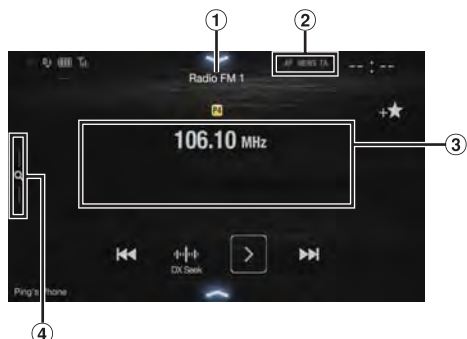 1
2
AF NEWS TA
-- : --
Radio FM 1
P4
106.10 MHz
3
DX Seek
Ping's Phone
4